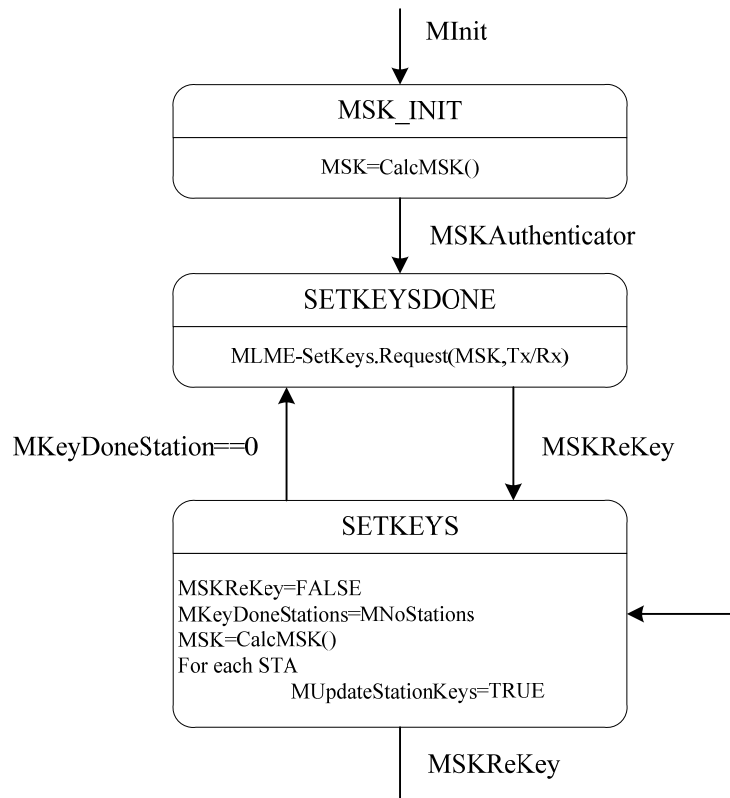 MInit
MSK_INIT
MSK=CalcMSK()
MSKAuthenticator
SETKEYSDONE
MLME-SetKeys.Request(MSK,Tx/Rx)
MKeyDoneStation==0
MSKReKey
SETKEYS
MSKReKey=FALSE
MKeyDoneStations=MNoStations
MSK=CalcMSK()
For each STA
MUpdateStationKeys=TRUE
MSKReKey